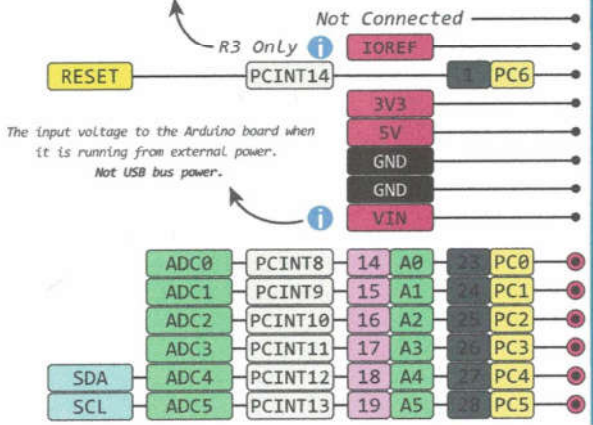 Not Connected
R3 Only i IOREF
RESET PCINT14 1 PC6
3V3
The input voltage to the Arduino board when
it is running from external power.
Not USB bus power.
5V
GND
GND
i VIN
ADC0 PCINT8 14 A0 23 PC0
ADC1 PCINT9 15 A1 24 PC1
ADC2 PCINT10 16 A2 25 PC2
ADC3 PCINT11 17 A3 26 PC3
SDA ADC4 PCINT12 18 A4 27 PC4
SCL ADC5 PCINT13 19 A5 28 PC5